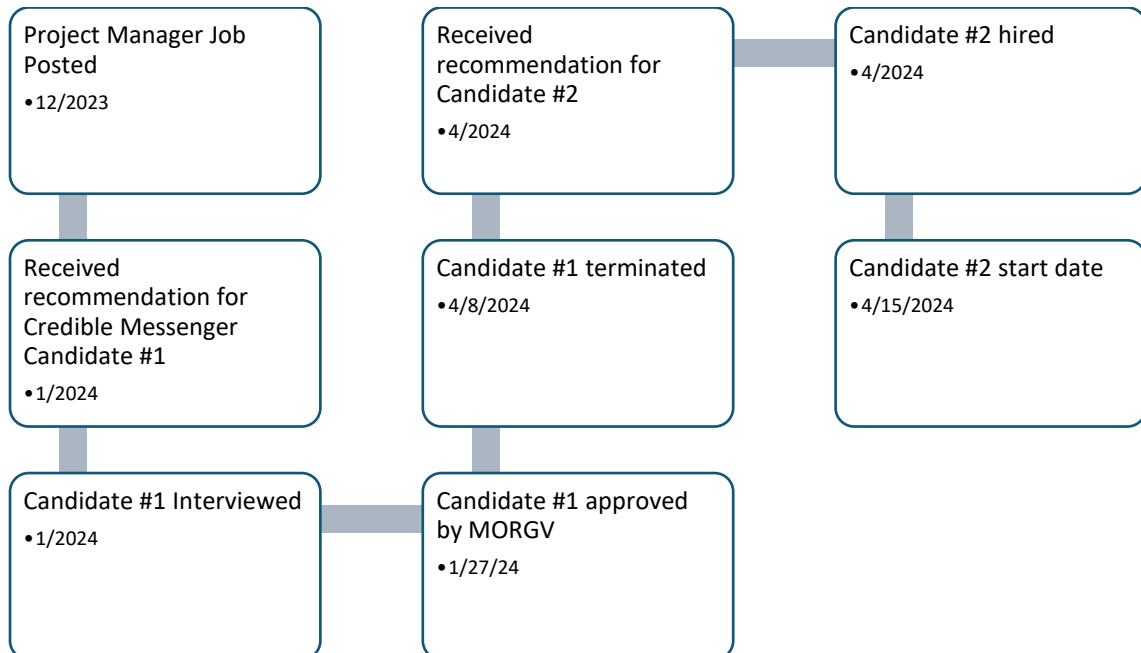 Project Manager Job
Posted
•12/2023
Received
recommendation for
Credible Messenger
Candidate #1
•1/2024
Candidate #1 Interviewed
•1/2024
Candidate #1 approved
by MORGV
•1/27/24
Candidate #1 terminated
•4/8/2024
Received
recommendation for
Candidate #2
•4/2024
Candidate #2 hired
•4/2024
Candidate #2 start date
•4/15/2024